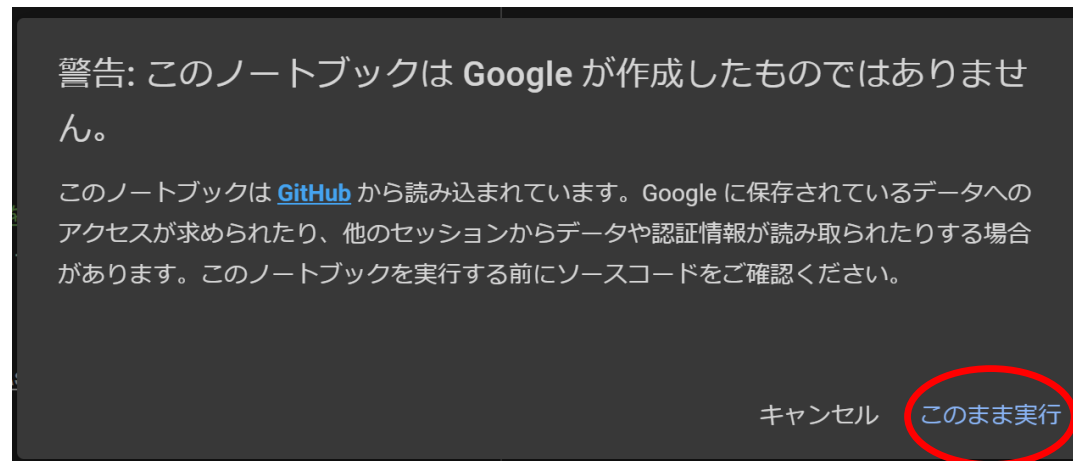 警告: このノートブックは Google が作成したものではありませ
ん。
このノートブックは GitHub から読み込まれています。Google に保存されているデータへの
アクセスが求められたり、他のセッションからデータや認証情報が読み取られたりする場合
があります。このノートブックを実行する前にソースコードをご確認ください。
キャンセル このまま実行